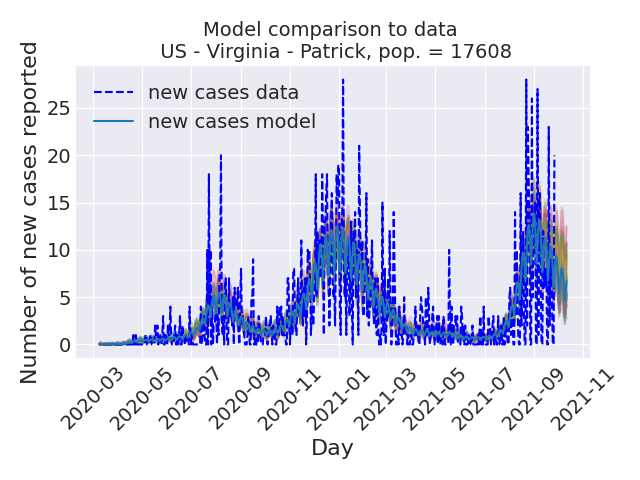 Model comparison to data
US - Virginia - Patrick, pop. = 17608
Number of new cases reported
new cases data
new cases model
25
20
15
10
5
0
2020-03
2020-05
2020-07
2020-09
2020-11
2021-01
2021-03
2021-05
2021-07
2021-09
2021-11
Day